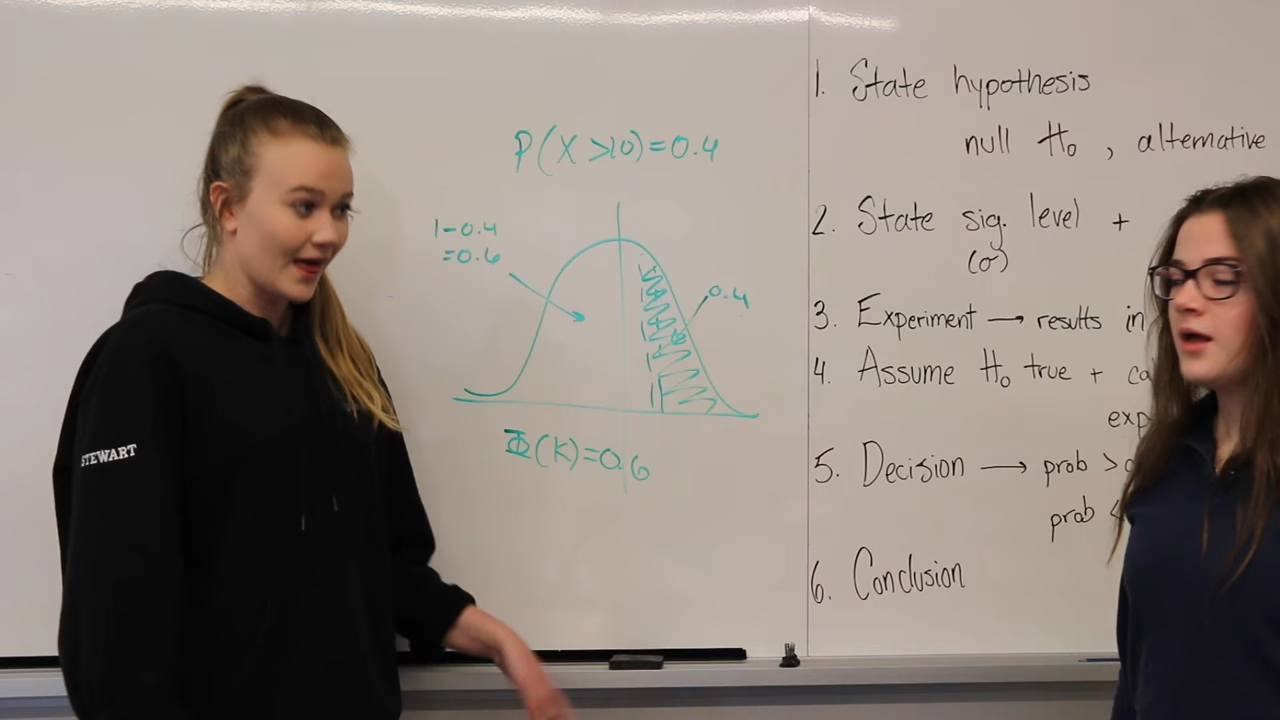 P(X>10)=0.4
1-0.4
=0.6
0.4
Φ(K)=0.6
1. State hypothesis
null H₀, alternative
2. State sig. level +
(σ)
3. Experiment → results in
4. Assume H₀ true +
5. Decision → prob >
prob <
6. Conclusion
STEWART